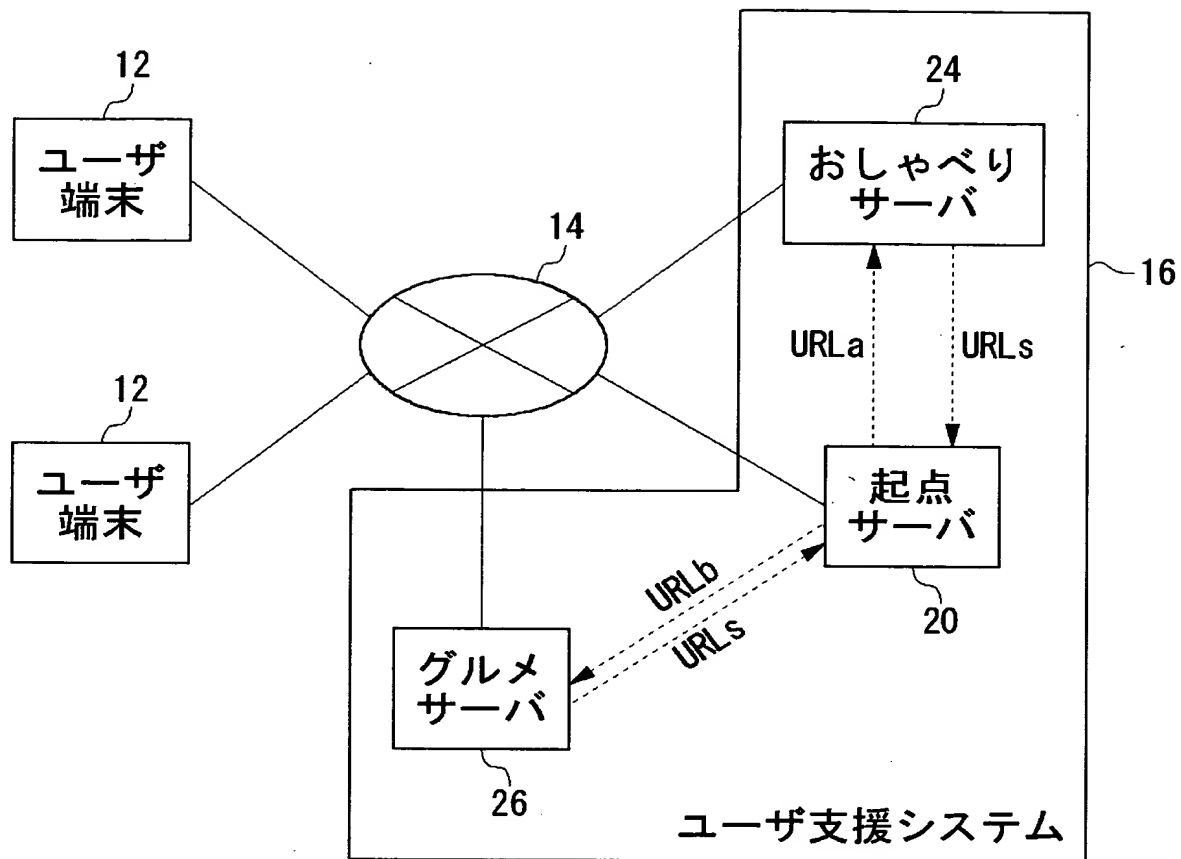 12
ユーザ
端末
24
おしゃべり
サーバ
14
16
URLa
URLs
12
ユーザ
端末
起点
サーバ
20
URLb
URLs
グルメ
サーバ
26
ユーザ支援システム